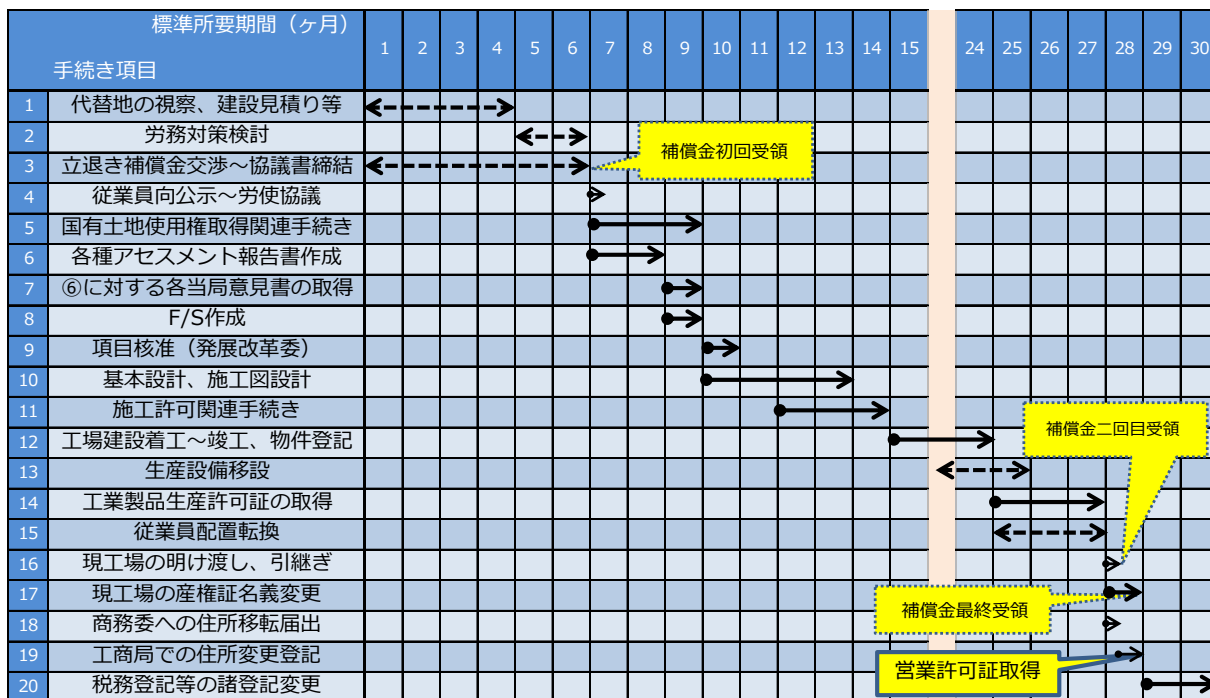 標準所要期間（ヶ月）
手続き項目
1 2 3 4 5 6 7 8 9 10 11 12 13 14 15 24 25 26 27 28 29 30
1 代替地の視察、建設見積り等
2 労務対策検討
補償金初回受領
3 立退き補償金交渉～協議書締結
4 従業員向公示～労使協議
5 国有土地使用権取得関連手続き
6 各種アセスメント報告書作成
7 ⑥に対する各当局意見書の取得
8 F/S作成
9 項目核准（発展改革委）
10 基本設計、施工図設計
11 施工許可関連手続き
12 工場建設着工～竣工、物件登記
補償金二回目受領
13 生産設備移設
14 工業製品生産許可証の取得
15 従業員配置転換
16 現工場の明け渡し、引継ぎ
17 現工場の産権証名義変更
補償金最終受領
18 商務委への住所移転届出
19 工商局での住所変更登記
営業許可証取得
20 税務登記等の諸登記変更